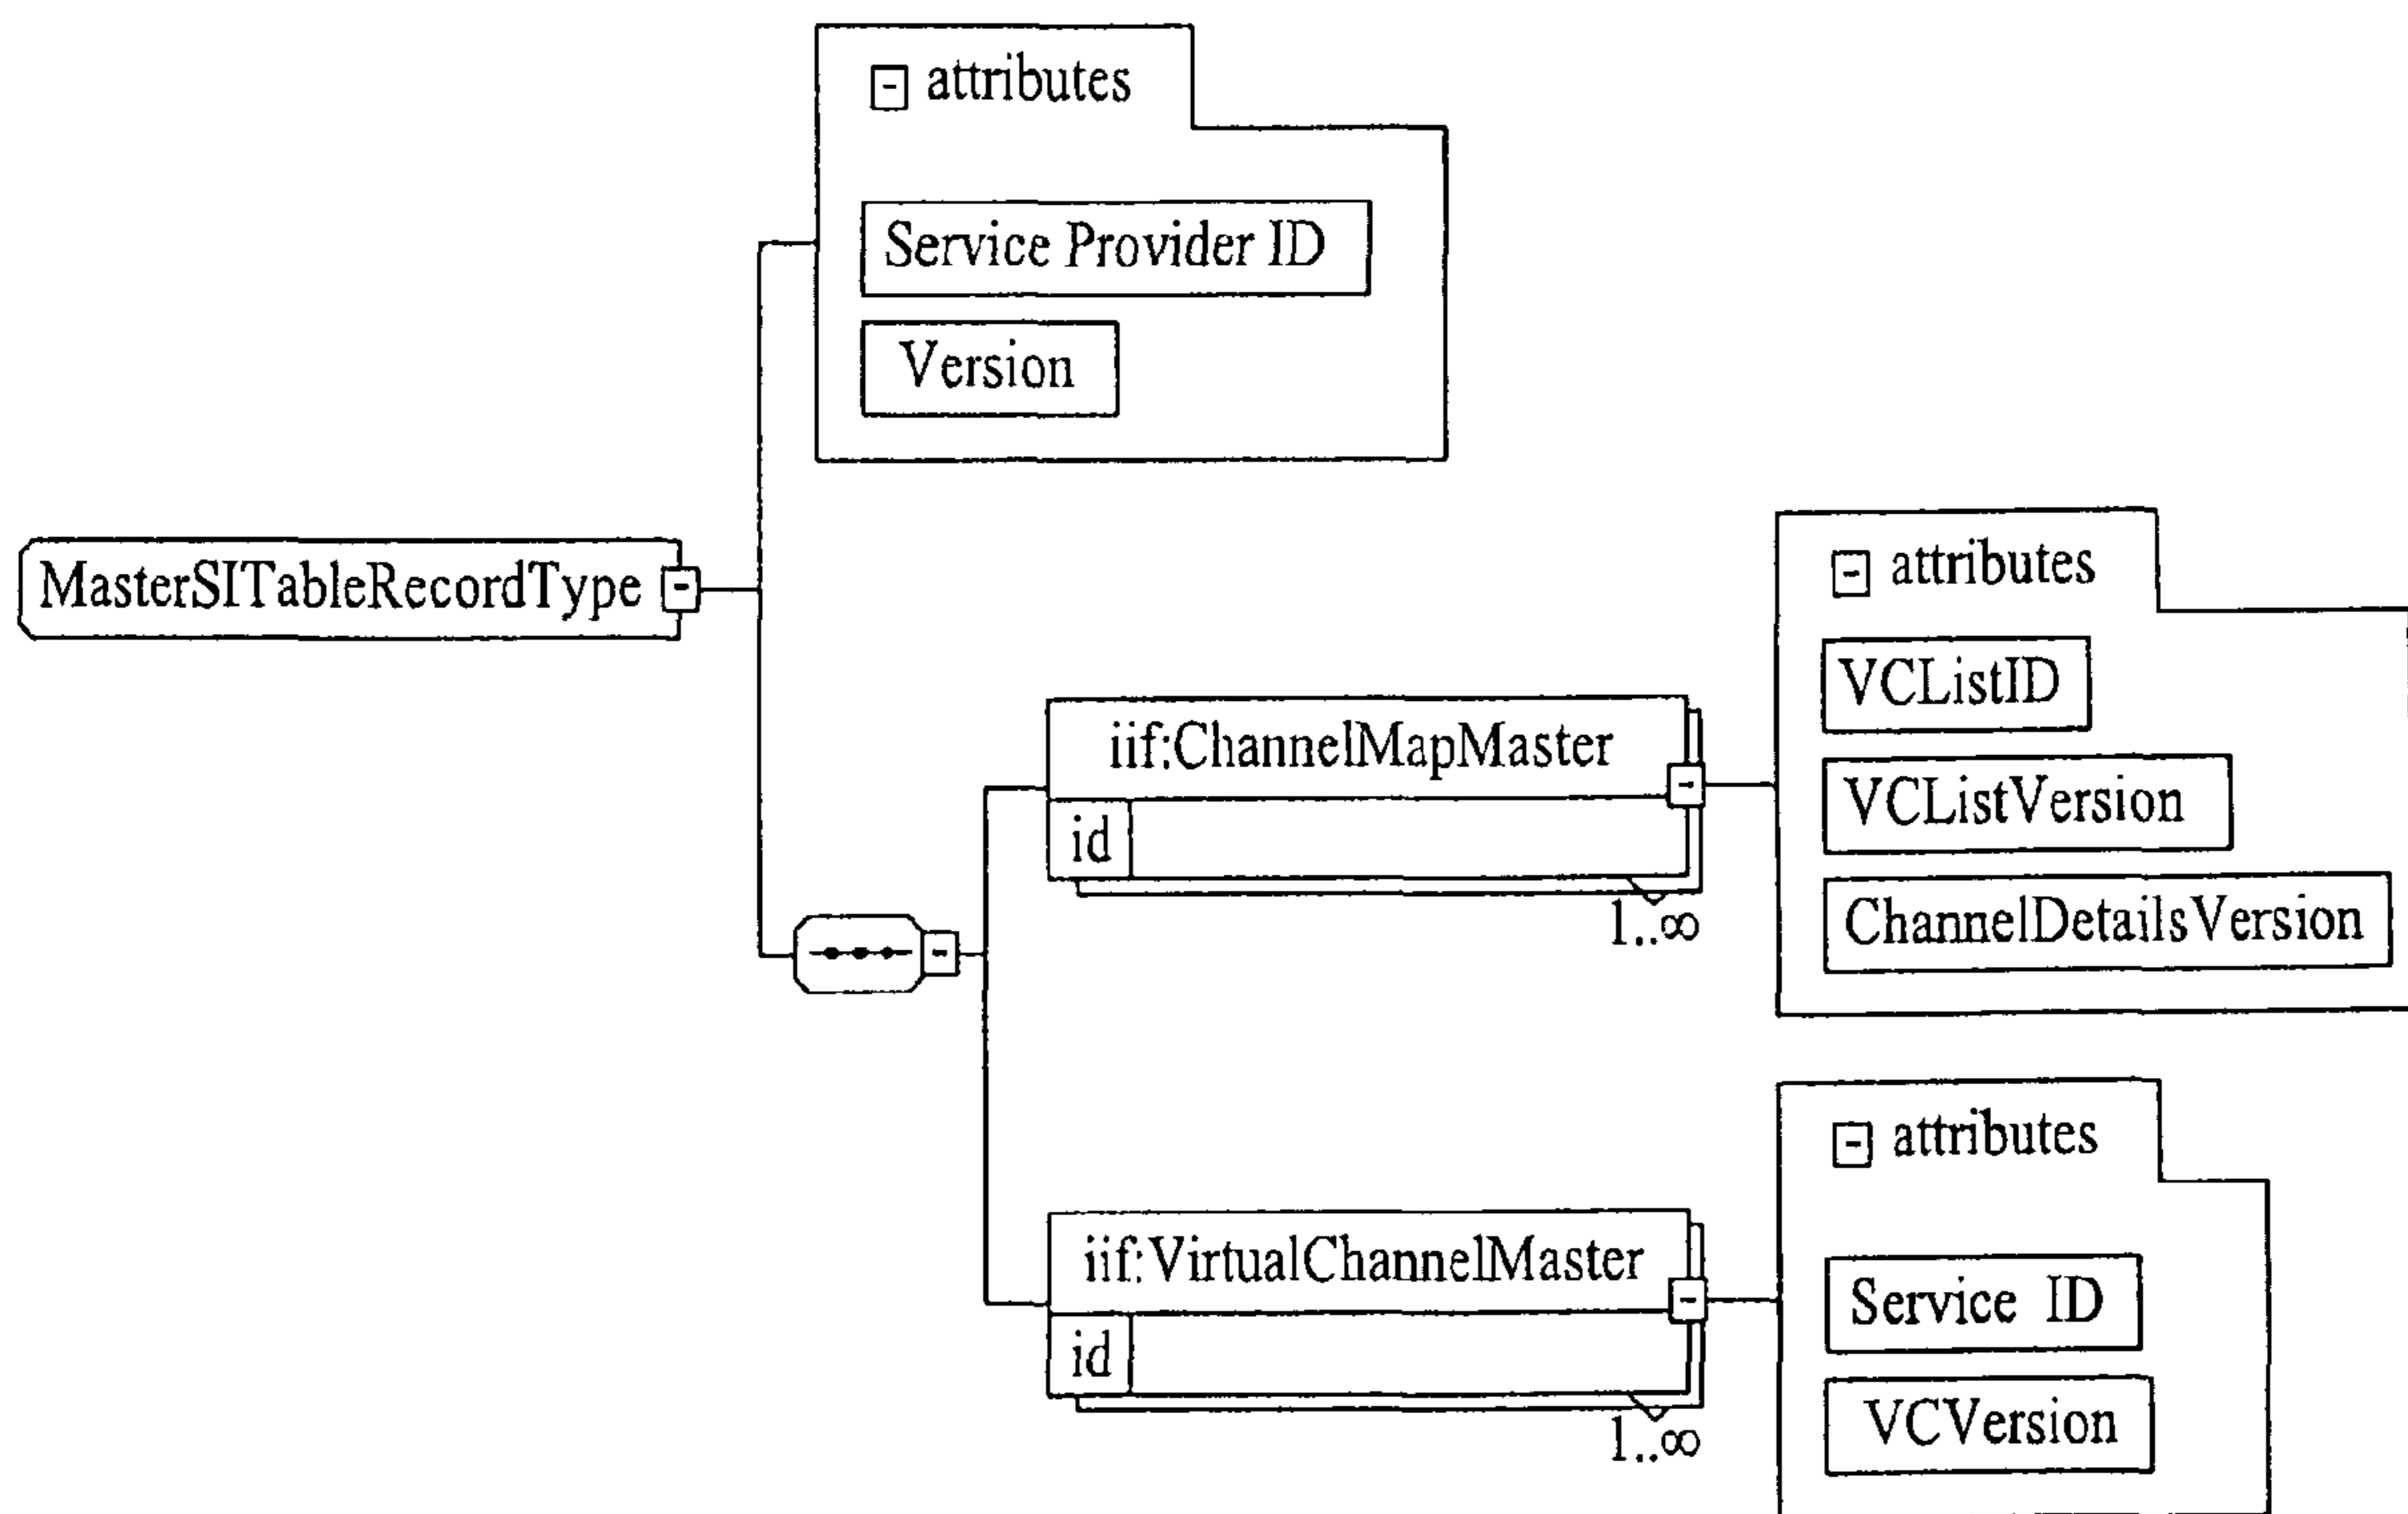 attributes
Service Provider ID
Version
MasterSITableRecordType
iif:ChannelMapMaster
id
1..∞
attributes
VCListID
VCListVersion
ChannelDetailsVersion
iif:VirtualChannelMaster
id
1..∞
attributes
Service ID
VCVersion